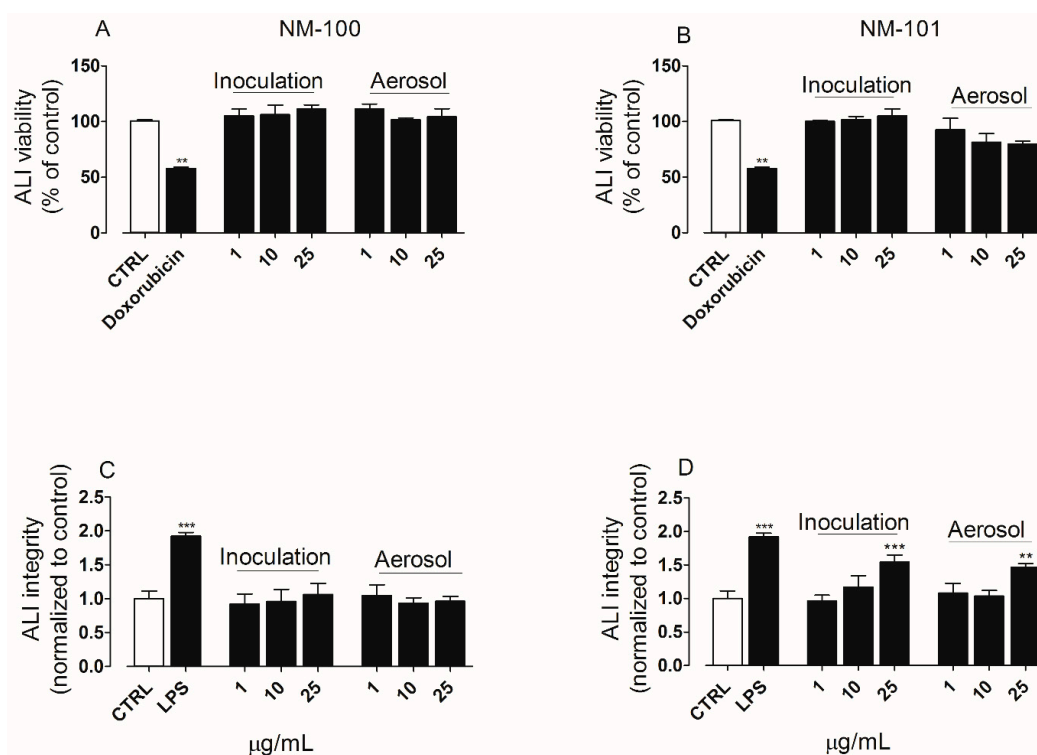 A
NM-100
ALI viability
(% of control)
150
100
50
0
**
Inoculation
Aerosol
CTRL
Doxorubicin
1
10
25
1
10
25
B
NM-101
ALI viability
(% of control)
150
100
50
0
**
Inoculation
Aerosol
CTRL
Doxorubicin
1
10
25
1
10
25
C
ALI integrity
(normalized to control)
2.5
2.0
1.5
1.0
0.5
0.0
***
Inoculation
Aerosol
CTRL
LPS
1
10
25
1
10
25
μg/mL
D
ALI integrity
(normalized to control)
2.5
2.0
1.5
1.0
0.5
0.0
***
Inoculation
***
Aerosol
**
CTRL
LPS
1
10
25
1
10
25
μg/mL